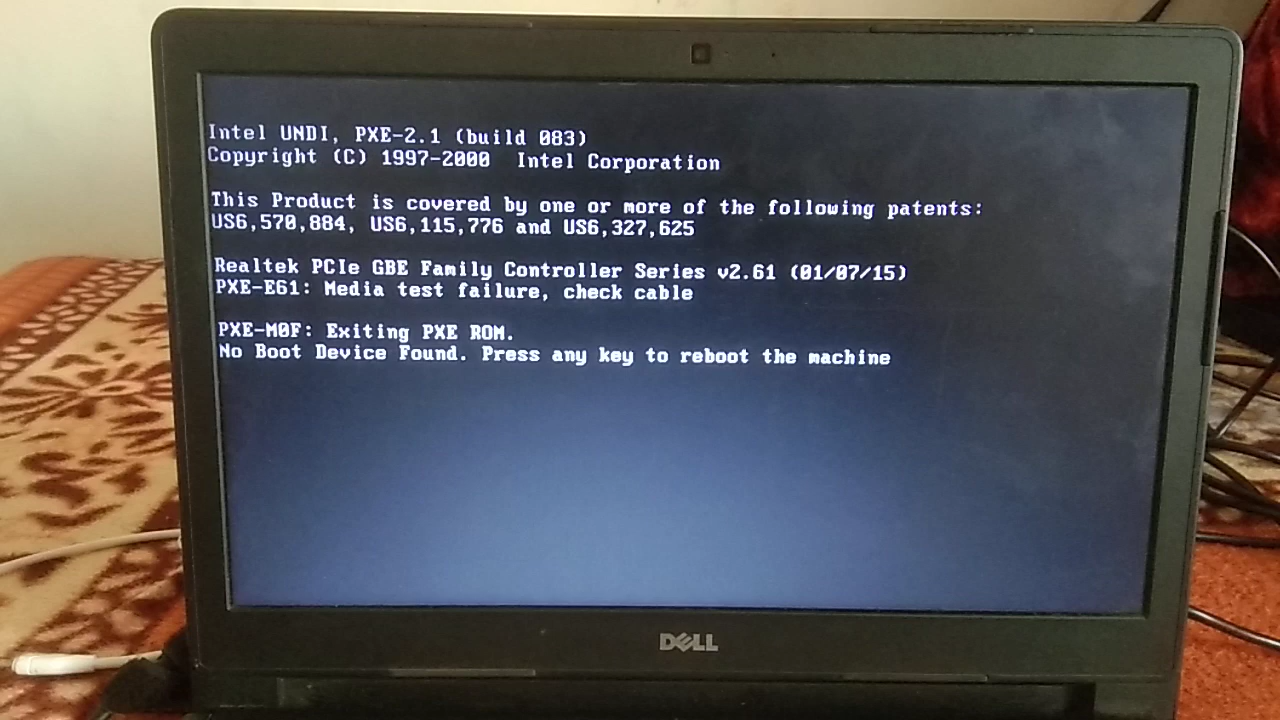 Intel UNDI, PXE-2.1 (build 083)
Copyright (C) 1997-2000  Intel Corporation
This Product is covered by one or more of the following patents:
US6,570,884, US6,115,776 and US6,327,625
Realtek PCIe GBE Family Controller Series v2.61 (01/07/15)
PXE-E61: Media test failure, check cable
PXE-M0F: Exiting PXE ROM.
No Boot Device Found. Press any key to reboot the machine
DELL